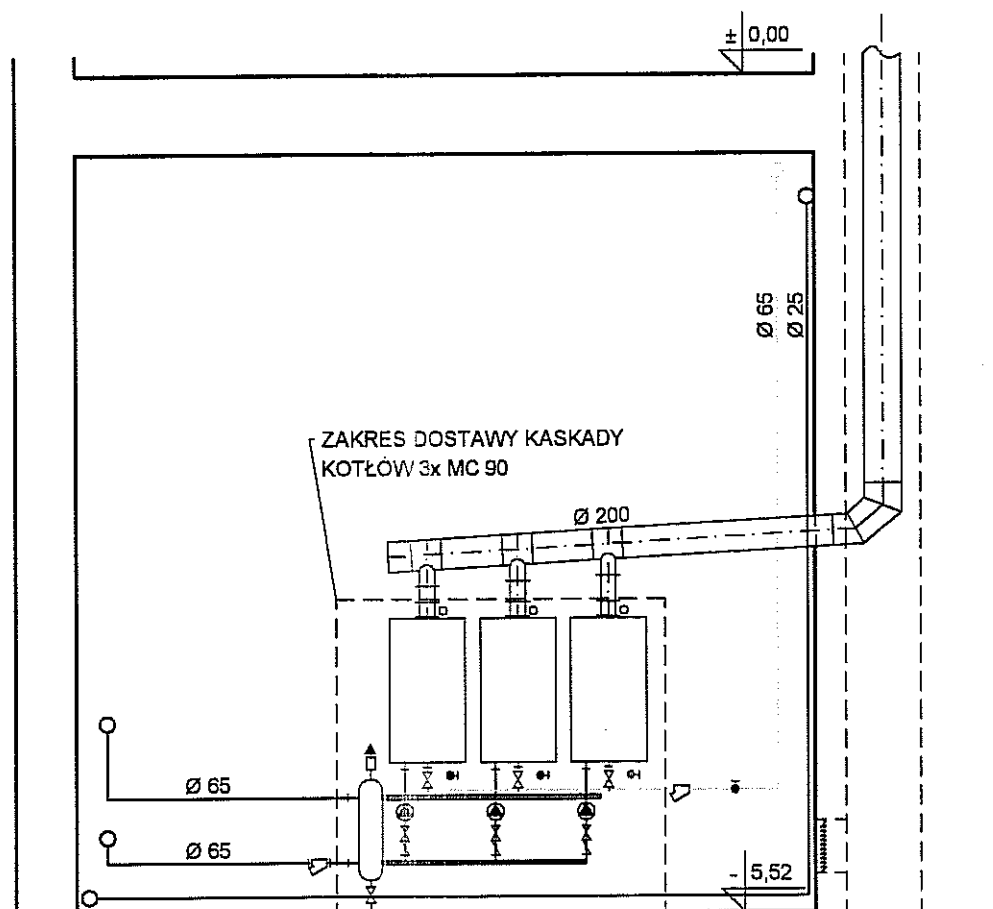 ± 0,00
Ø 65
Ø 25
ZAKRES DOSTAWY KASKADY
KOTŁÓW 3x MC 90
Ø 200
Ø 65
Ø 65
- 5,52